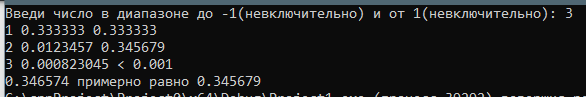 Введи число в диапазоне до -1(невключительно) и от 1(невключительно): 3
1 0.333333 0.333333
2 0.0123457 0.345679
3 0.000823045 < 0.001
0.346574 примерно равно 0.345679